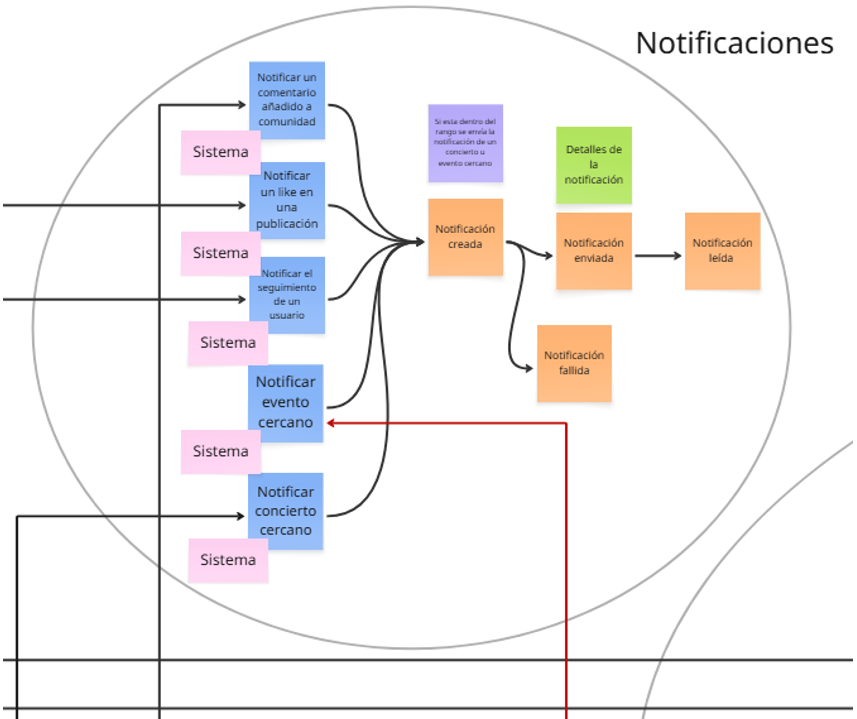 Notificaciones
Notificar un
comentario
añadido a
comunidad
Sistema
Notificar
un like en
una
publicación
Sistema
Notificar el
seguimiento
de un
usuario
Sistema
Notificar
evento
cercano
Sistema
Notificar
concierto
cercano
Sistema
Si esta dentro del
rango se envía la
notificación de un
concierto u
evento cercano
Notificación
creada
Detalles de
la
notificación
Notificación
enviada
Notificación
leída
Notificación
fallida